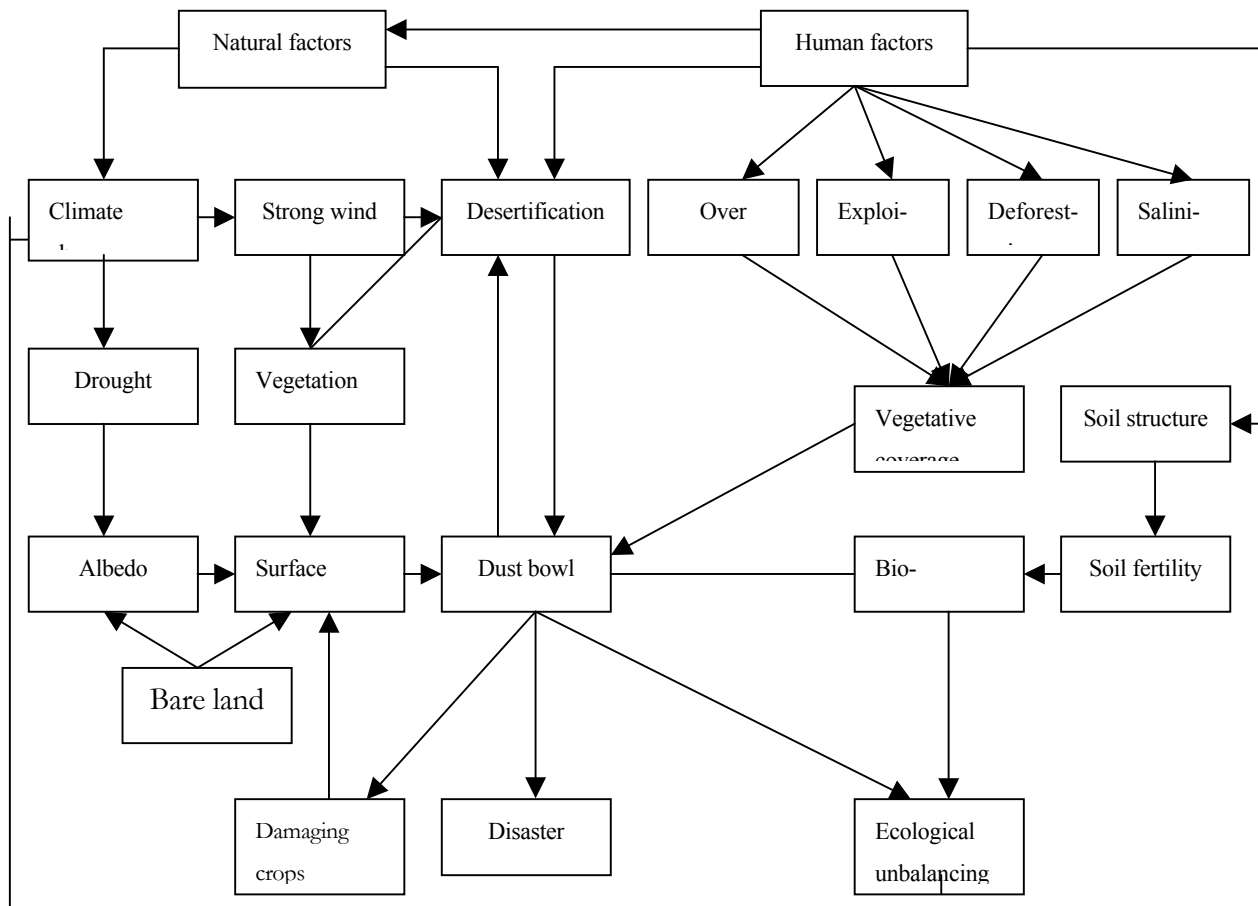 Natural factors
Human factors
Climate
Strong wind
Desertification
Over
Exploi-
Deforest-
Salini-
Drought
Vegetation
Vegetative
coverage
Soil structure
Albedo
Surface
Dust bowl
Bio-
Soil fertility
Bare land
Damaging
crops
Disaster
Ecological
unbalancing